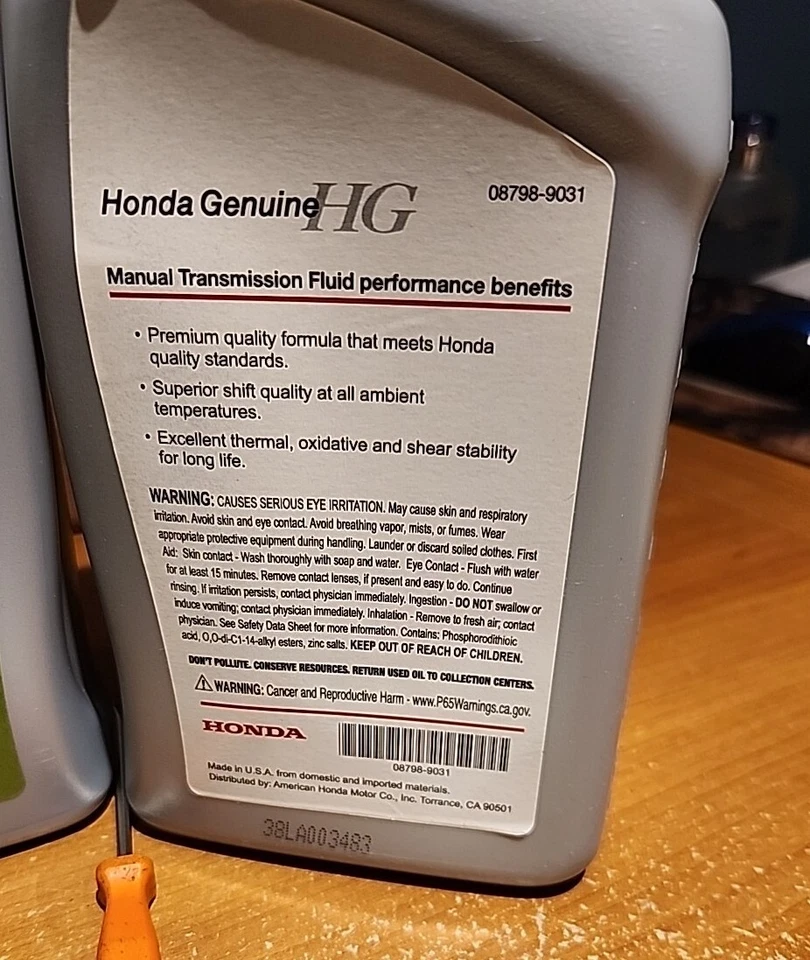 Honda Genuine HG
08798-9031
Manual Transmission Fluid performance benefits
• Premium quality formula that meets Honda
quality standards.
• Superior shift quality at all ambient
temperatures.
• Excellent thermal, oxidative and shear stability
for long life.
WARNING: CAUSES SERIOUS EYE IRRITATION. May cause skin and respiratory
irritation. Avoid skin and eye contact. Avoid breathing vapor, mists, or fumes. Wear
appropriate protective equipment during handling. Launder or discard soiled clothes. First
Aid: Skin contact - Wash thoroughly with soap and water. Eye Contact - Flush with water
for at least 15 minutes. Remove contact lenses, if present and easy to do. Continue
rinsing. If irritation persists, contact physician immediately. Ingestion - DO NOT swallow or
induce vomiting; contact physician immediately. Inhalation - Remove to fresh air; contact
physician. See Safety Data Sheet for more information. Contains: Phosphorodithioic
acid, O,O-di-C1-14-alkyl esters, zinc salts. KEEP OUT OF REACH OF CHILDREN.
DON'T POLLUTE. CONSERVE RESOURCES. RETURN USED OIL TO COLLECTION CENTERS.
⚠ WARNING: Cancer and Reproductive Harm - www.P65Warnings.ca.gov.
HONDA
08798-9031
Made in U.S.A. from domestic and imported materials.
Distributed by: American Honda Motor Co., Inc. Torrance, CA 90501
38LA003483